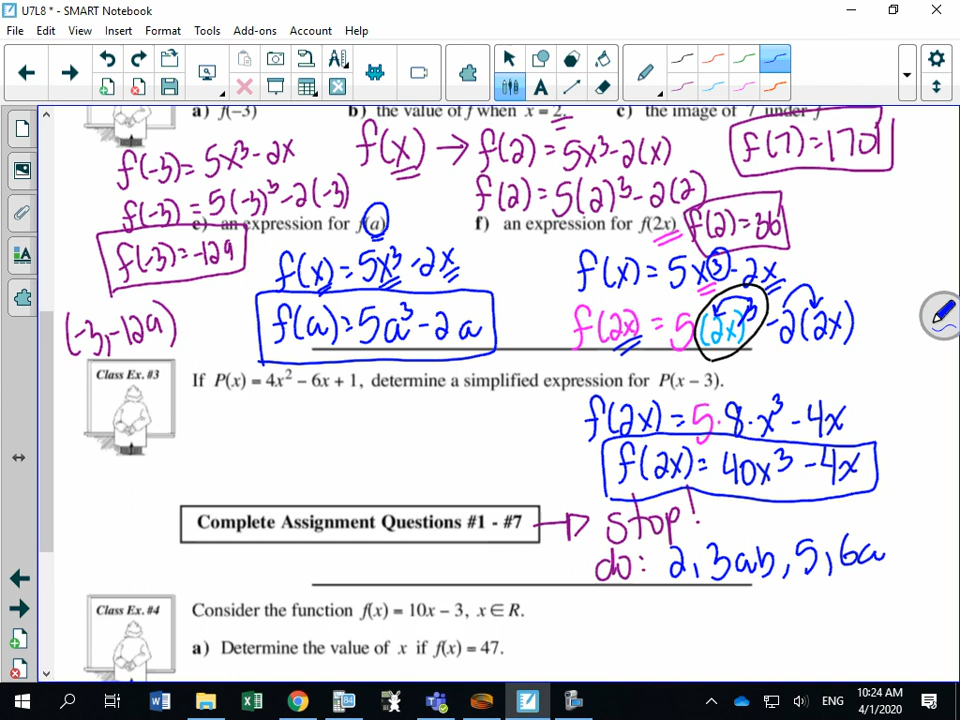 U7L8 * - SMART Notebook
File Edit View Insert Format Tools Add-ons Account Help
a) f(−3) b) the value of f when x = 2. c) the image of 7 under f
f(-3) = 5x³ - 2x
f(-3) = 5(-3)³ - 2(-3)
f(-3) = -129
(-3, -129)
f(x) → f(2) = 5x³ - 2(x)
f(2) = 5(2)³ - 2(2)
f(2) = 36
f(7) = 1701
e) an expression for f(a) f) an expression for f(2x)
f(x) = 5x³ - 2x
f(a) = 5a³ - 2a
f(x) = 5x³ - 2x
f(2x) = 5(2x)³ - 2(2x)
f(2x) = 5·8·x³ - 4x
f(2x) = 40x³ - 4x
Class Ex. #3
If P(x) = 4x² − 6x + 1, determine a simplified expression for P(x − 3).
Complete Assignment Questions #1 - #7
stop!
do: 2, 3ab, 5, 6a
Class Ex. #4
Consider the function f(x) = 10x − 3, x ∈ R.
a) Determine the value of x if f(x) = 47.
ENG
10:24 AM
4/1/2020